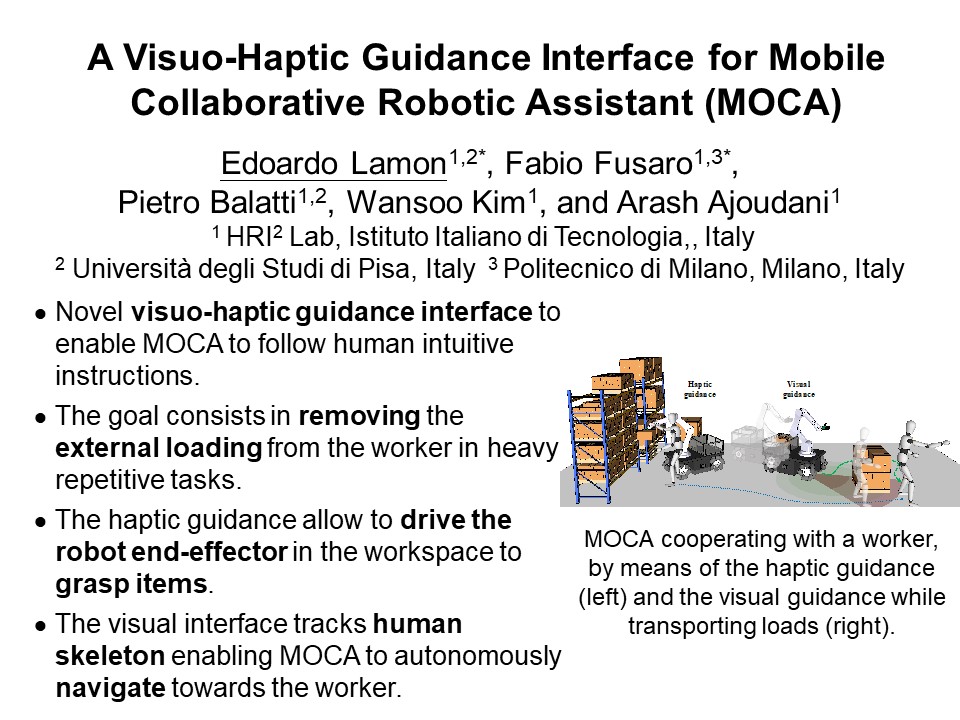 A Visuo-Haptic Guidance Interface for Mobile
Collaborative Robotic Assistant (MOCA)
Edoardo Lamon1,2*, Fabio Fusaro1,3*,
Pietro Balatti1,2, Wansoo Kim1, and Arash Ajoudani1
1 HRI2 Lab, Istituto Italiano di Tecnologia,, Italy
2 Università degli Studi di Pisa, Italy 3 Politecnico di Milano, Milano, Italy
• Novel visuo-haptic guidance interface to
enable MOCA to follow human intuitive
instructions.
• The goal consists in removing the
external loading from the worker in heavy
repetitive tasks.
• The haptic guidance allow to drive the
robot end-effector in the workspace to
grasp items.
• The visual interface tracks human
skeleton enabling MOCA to autonomously
navigate towards the worker.
Haptic
guidance
Visual
guidance
MOCA cooperating with a worker,
by means of the haptic guidance
(left) and the visual guidance while
transporting loads (right).